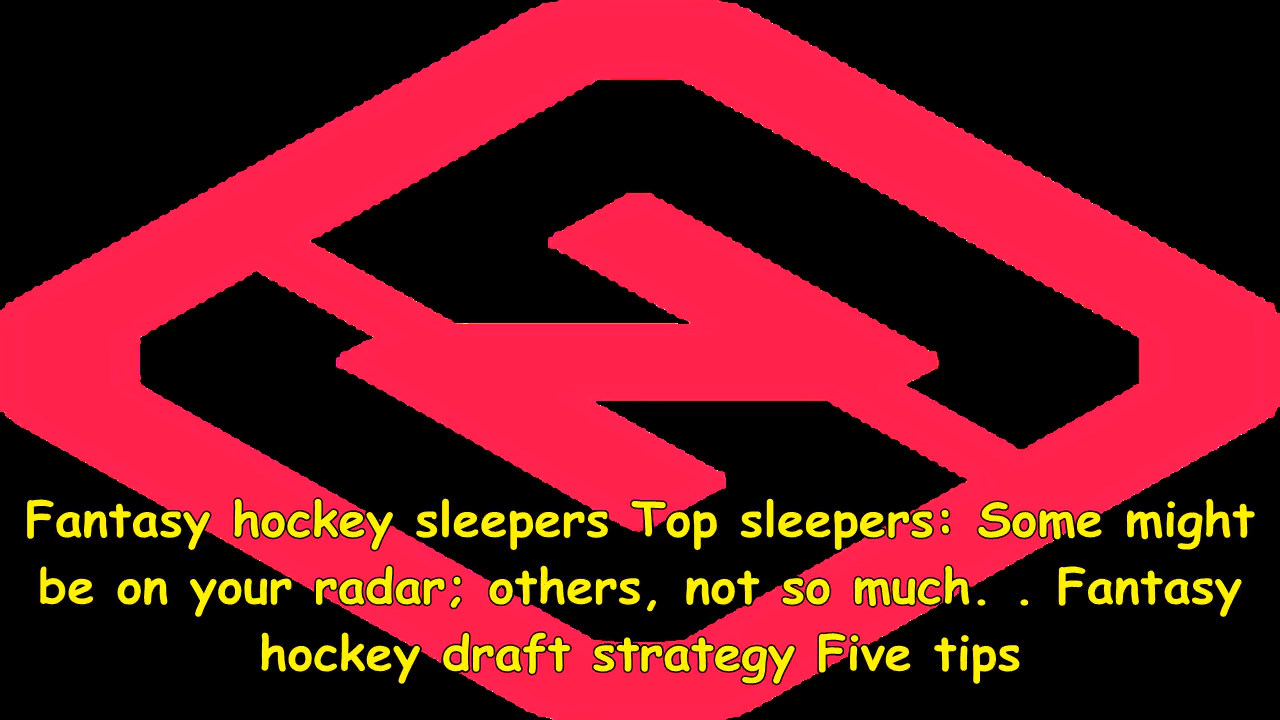 Fantasy hockey sleepers Top sleepers: Some might
be on your radar; others, not so much. . Fantasy
hockey draft strategy Five tips